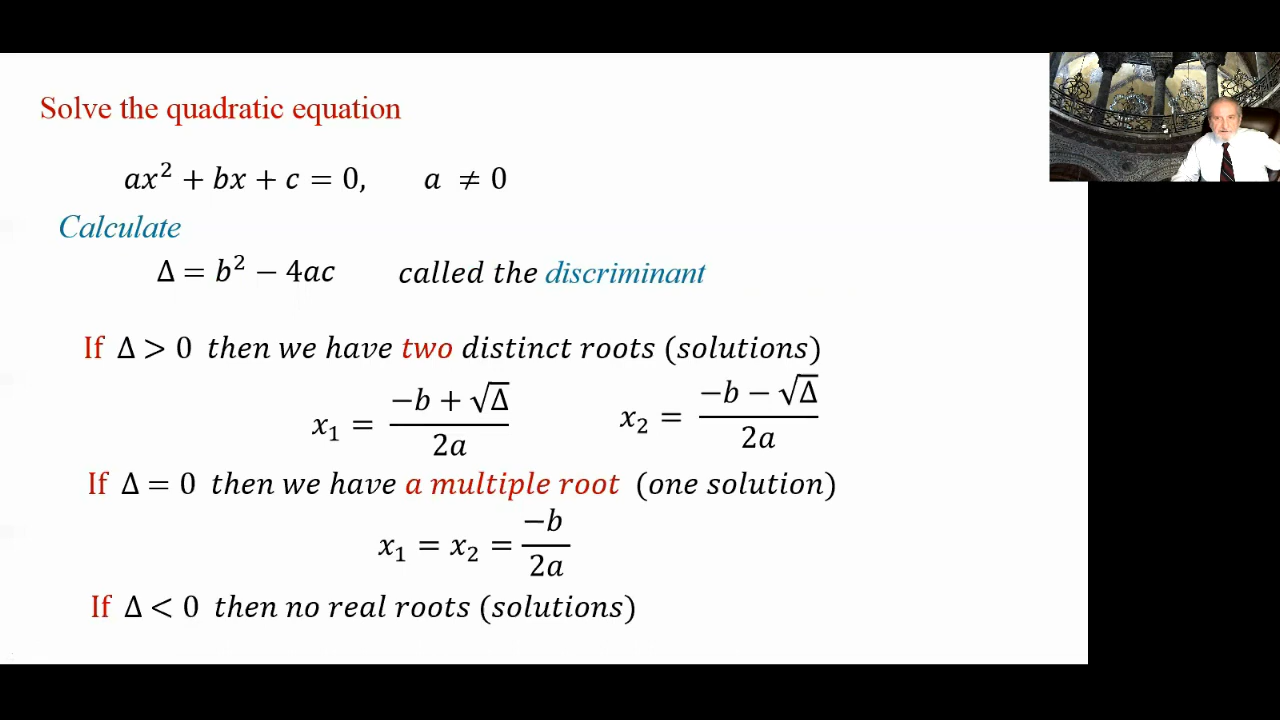 Solve the quadratic equation
ax² + bx + c = 0, a ≠ 0
Calculate
Δ = b² − 4ac called the discriminant
If Δ > 0 then we have two distinct roots (solutions)
x₁ = (−b + √Δ)/2a x₂ = (−b − √Δ)/2a
If Δ = 0 then we have a multiple root (one solution)
x₁ = x₂ = −b/2a
If Δ < 0 then no real roots (solutions)